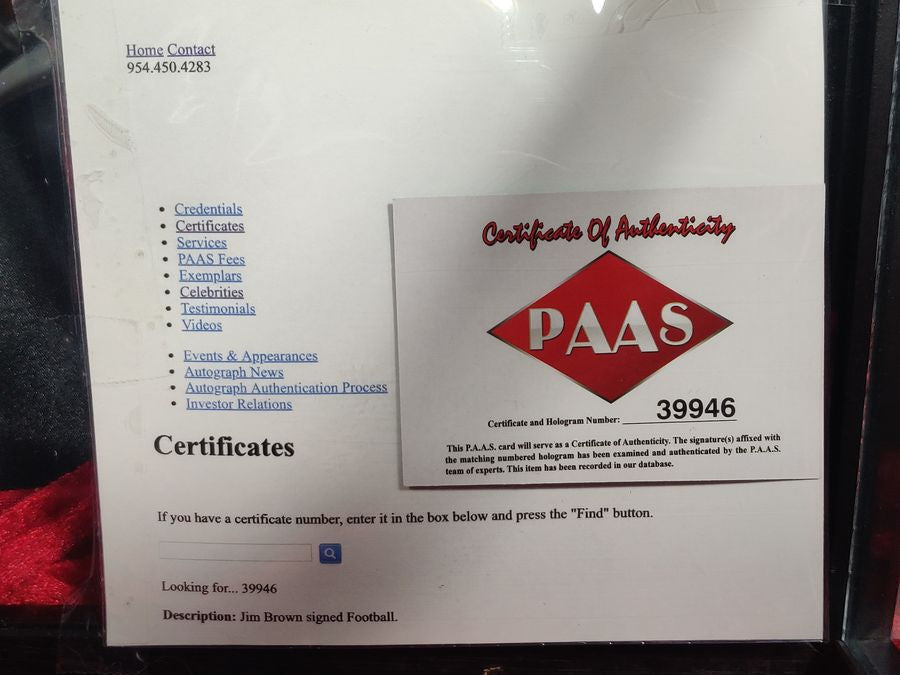 Home Contact
954.450.4283
Credentials
Certificates
Services
PAAS Fees
Exemplars
Celebrities
Testimonials
Videos
Events & Appearances
Autograph News
Autograph Authentication Process
Investor Relations
Certificates
If you have a certificate number, enter it in the box below and press the "Find" button.
Looking for... 39946
Description: Jim Brown signed Football.
Certificate Of Authenticity
PAAS
Certificate and Hologram Number: 39946
This P.A.A.S. card will serve as a Certificate of Authenticity. The signature(s) affixed with
the matching numbered hologram has been examined and authenticated by the P.A.A.S.
team of experts. This item has been recorded in our database.